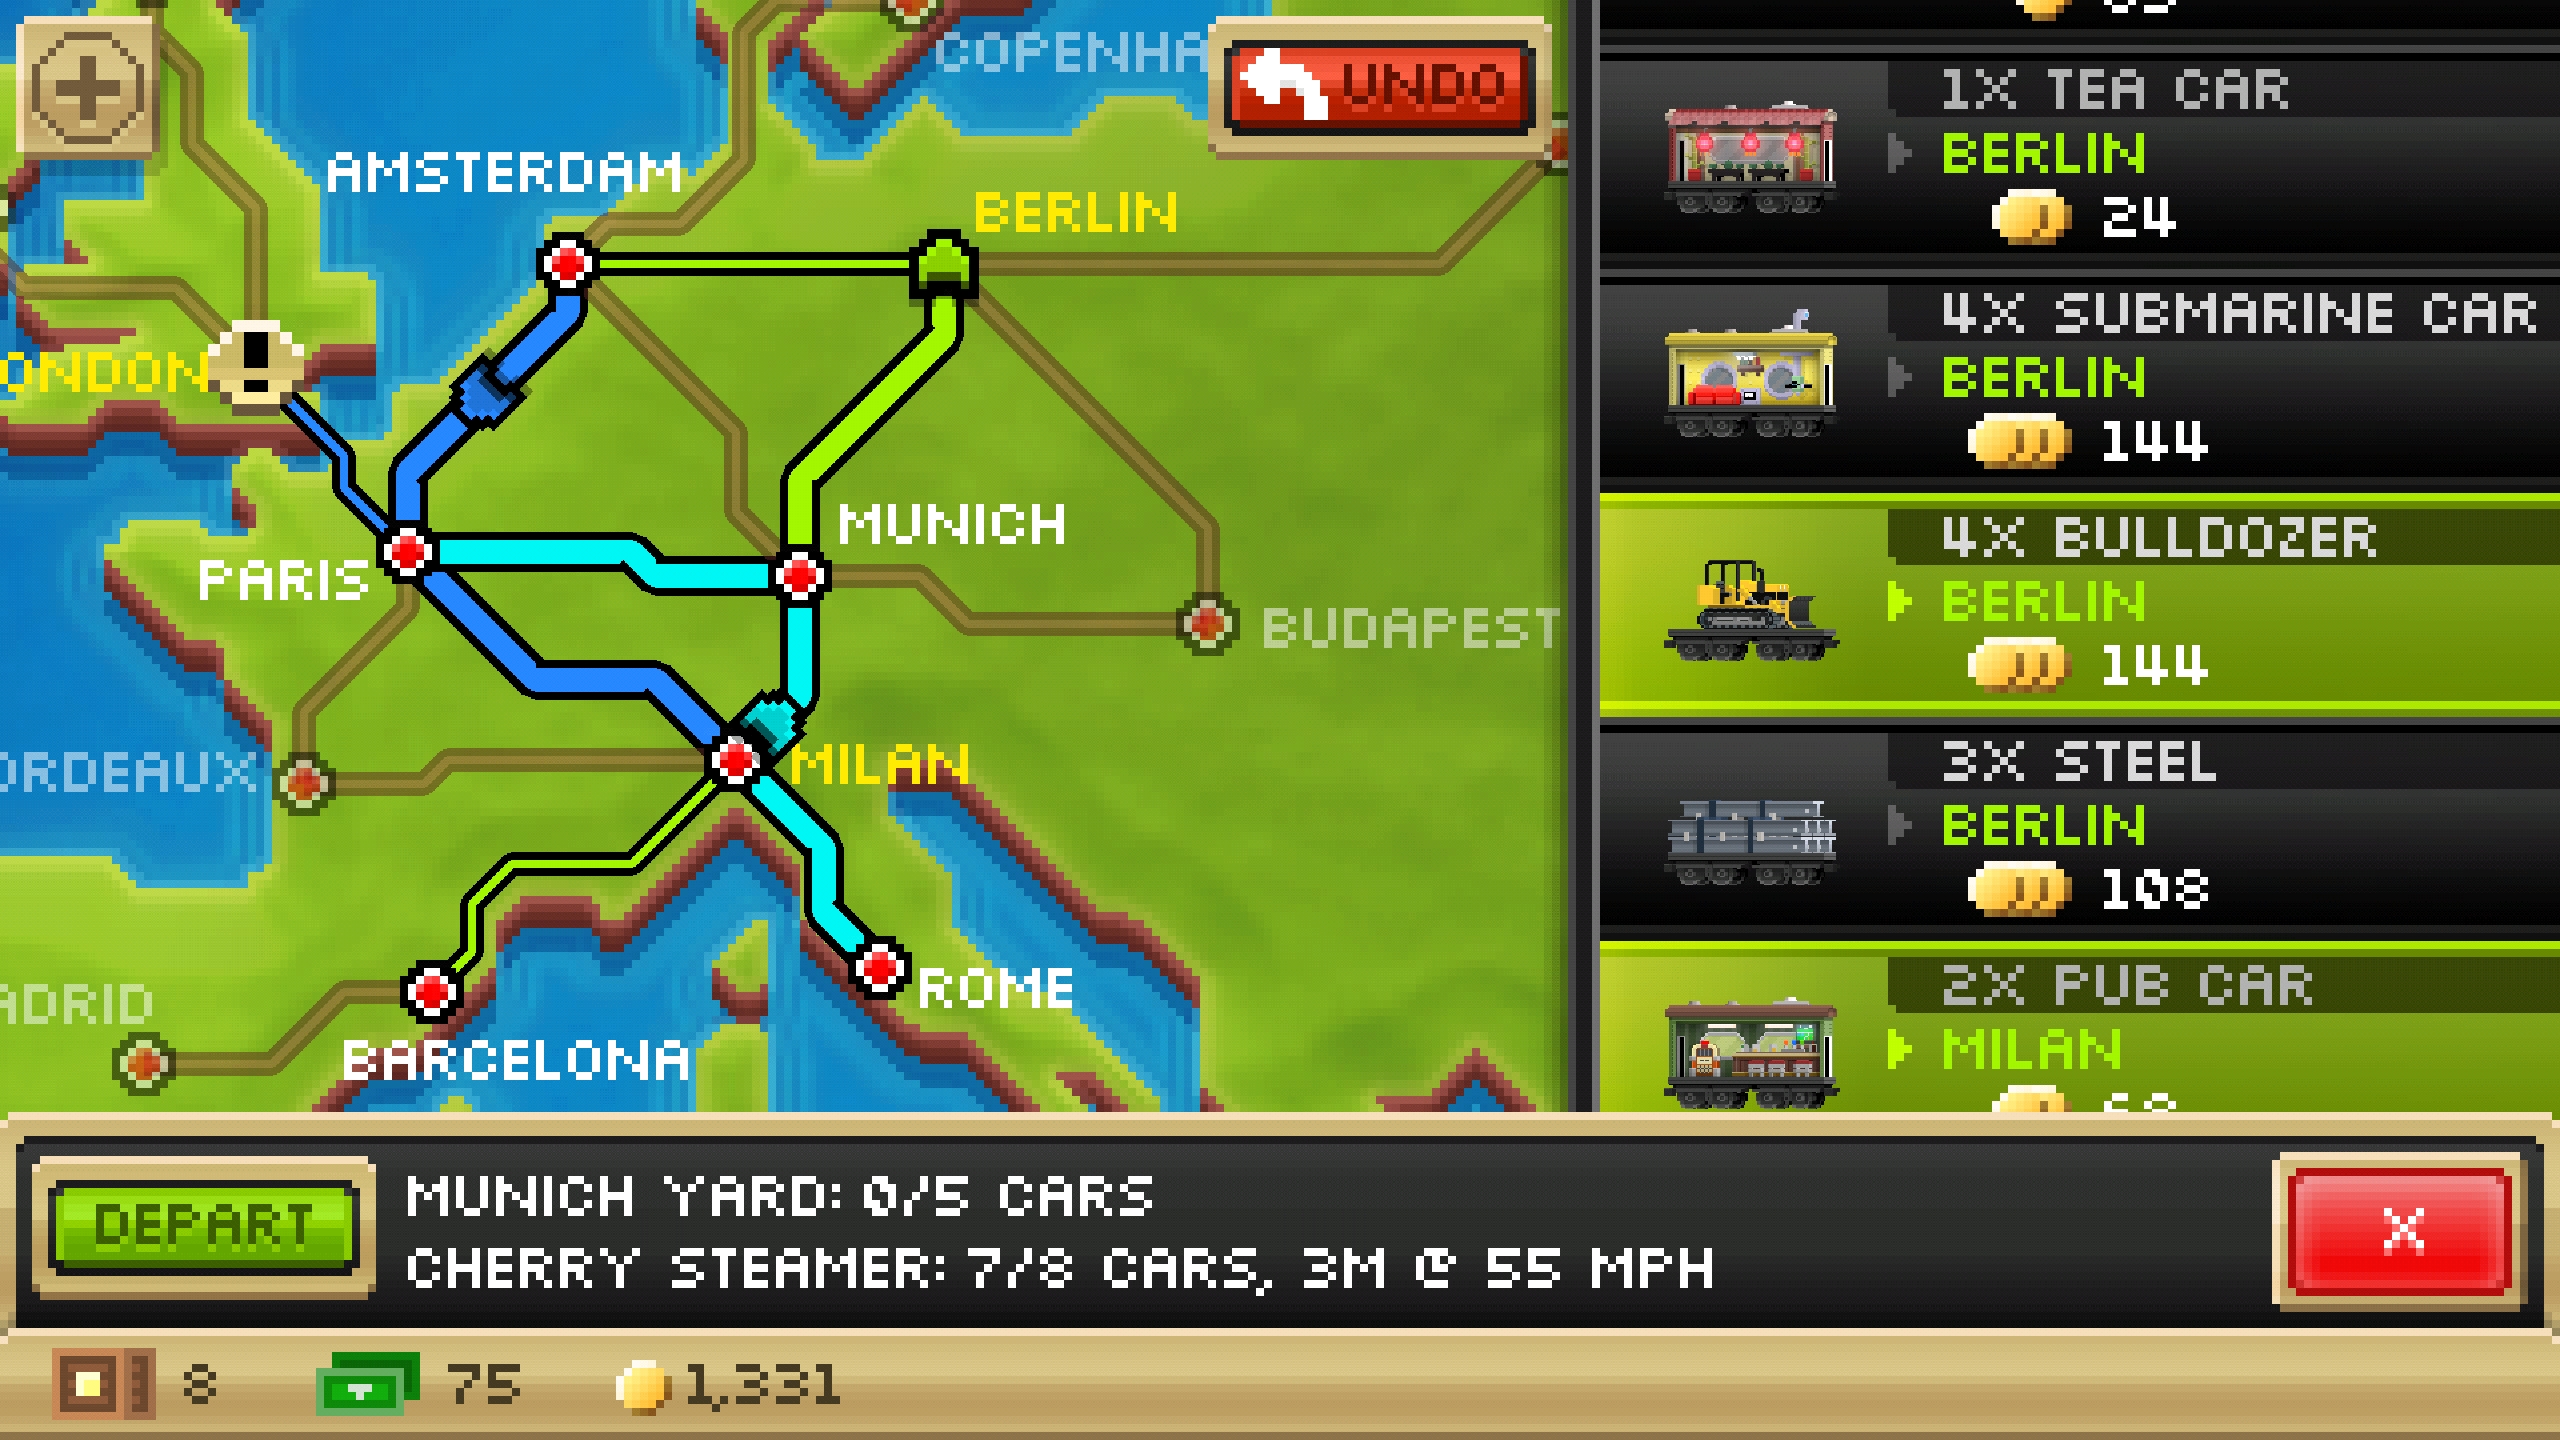 COPENHA
UNDO
AMSTERDAM
BERLIN
ONDON
MUNICH
PARIS
BUDAPEST
ORDEAUX
MILAN
ADRID
ROME
BARCELONA
1X TEA CAR
BERLIN
24
4X SUBMARINE CAR
BERLIN
144
4X BULLDOZER
BERLIN
144
3X STEEL
BERLIN
108
2X PUB CAR
MILAN
DEPART
MUNICH YARD: 0/5 CARS
CHERRY STEAMER: 7/8 CARS, 3M @ 55 MPH
X
8
75
1,331